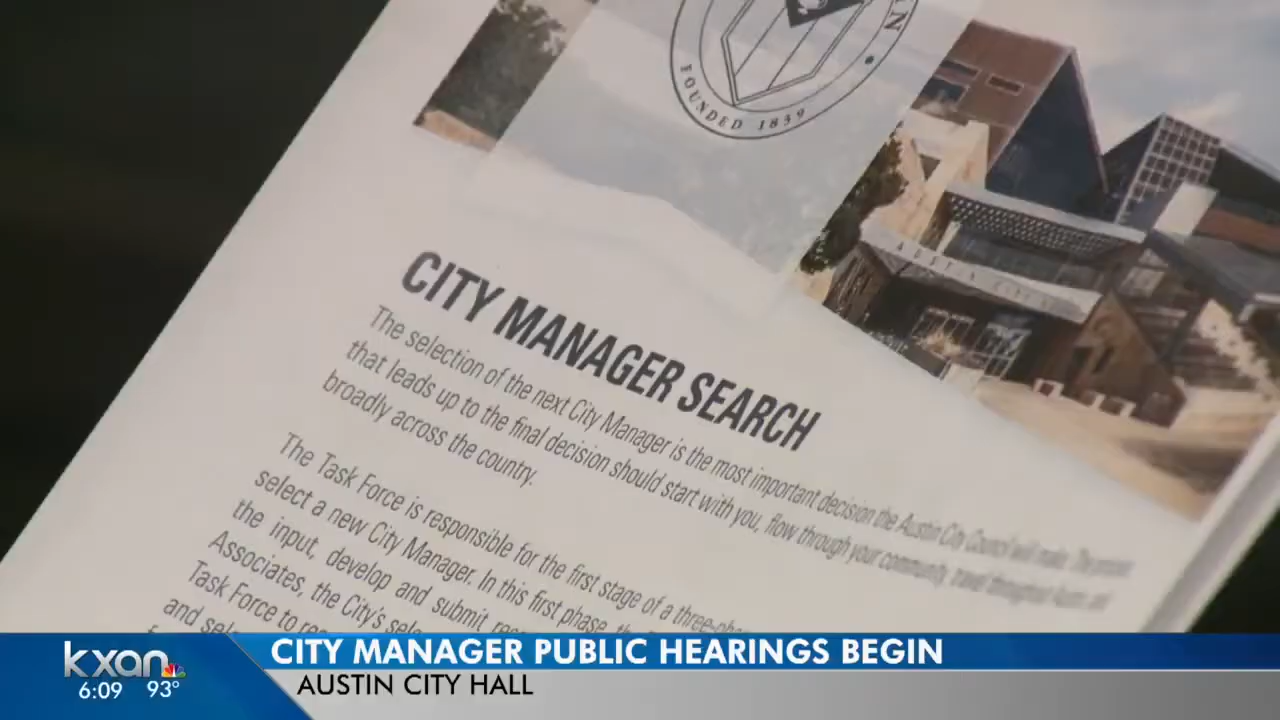 N
FOUNDED 1839
AUSTIN CITY
CITY MANAGER SEARCH
The selection of the next City Manager is the most important decision the Austin City Council will make. The process
that leads up to the final decision should start with you, flow through your community, travel throughout Austin, and
broadly across the country.
The Task Force is responsible for the first stage of a
select a new City Manager. In this first phase, the
the input, develop and submit
Associates, the City's
Task Force to
and
kxan
6:09 93°
CITY MANAGER PUBLIC HEARINGS BEGIN
AUSTIN CITY HALL